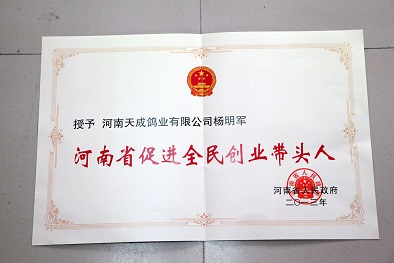 授予 河南天成鸽业有限公司杨明军
河南省促进全民创业带头人
河南省人民政府
二〇一三年